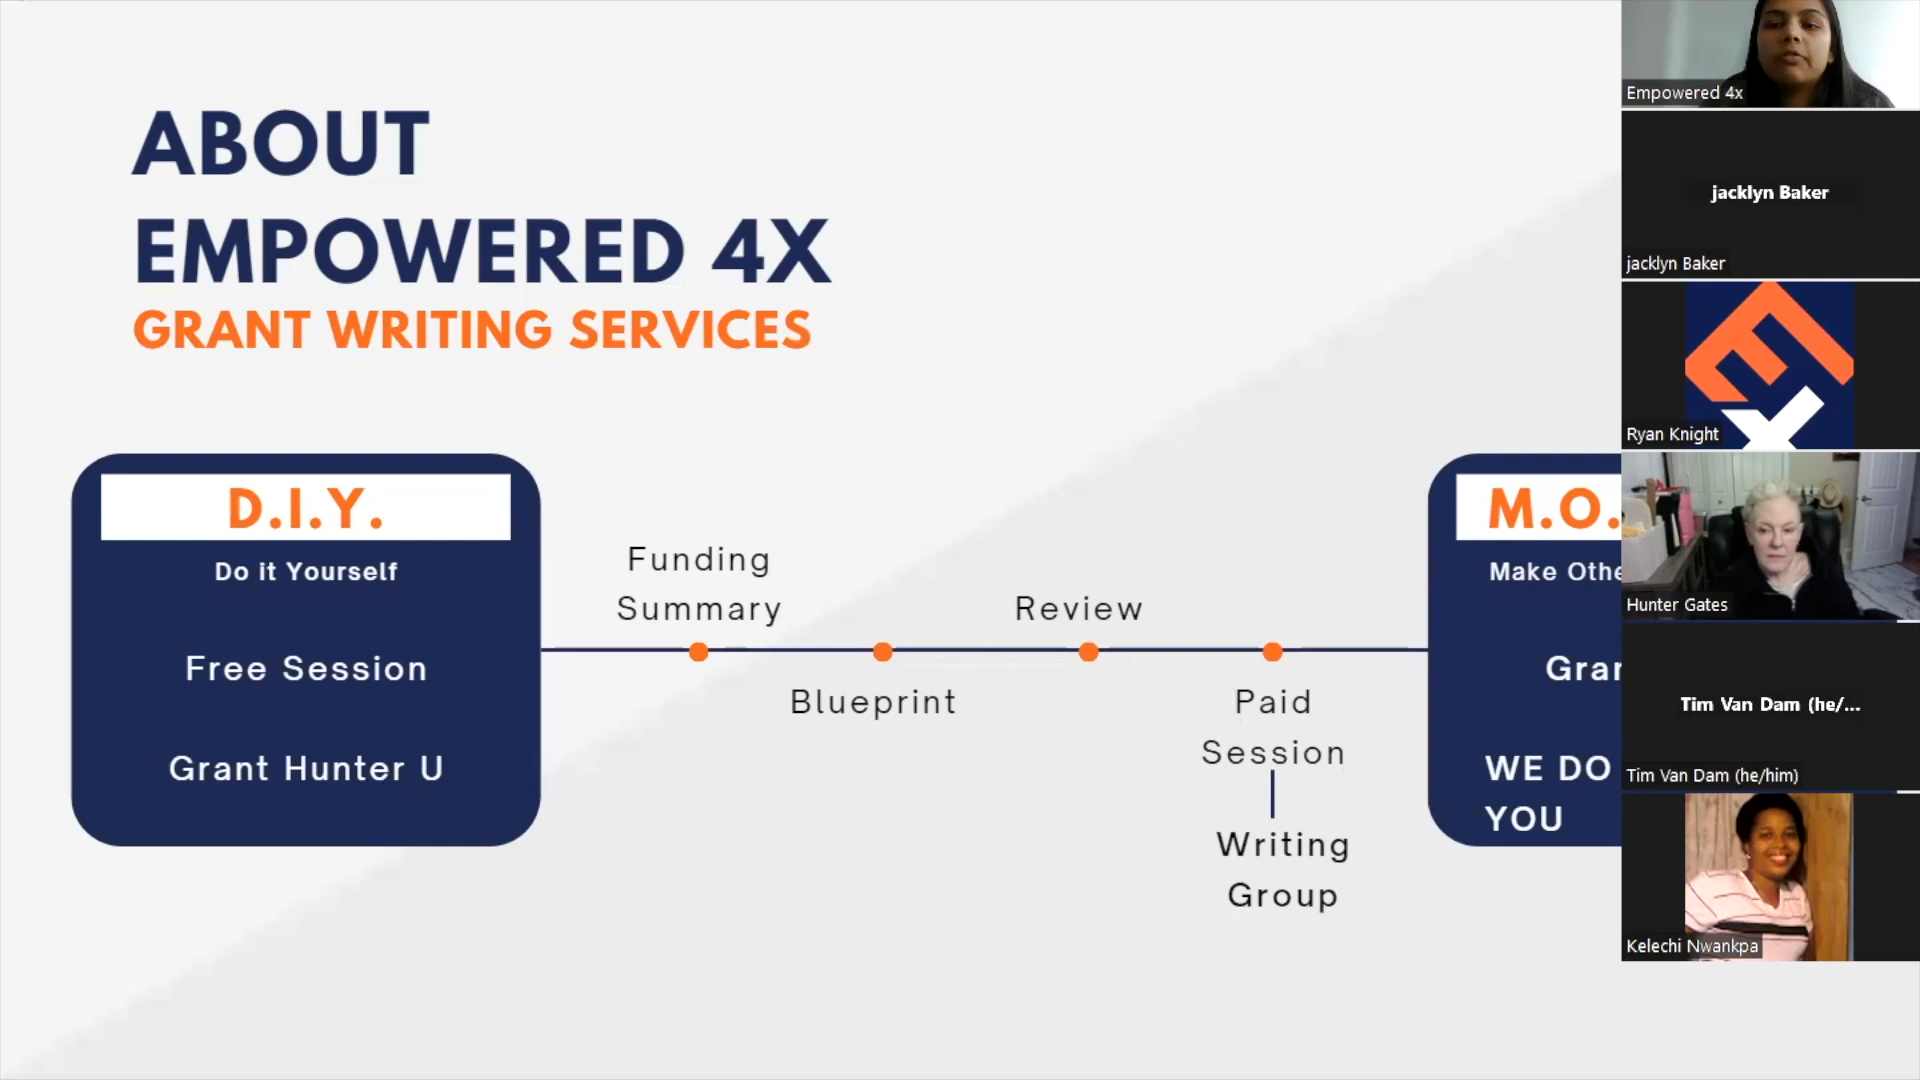 ABOUT
EMPOWERED 4X
GRANT WRITING SERVICES
D.I.Y.
Do it Yourself
Free Session
Grant Hunter U
Funding
Summary
Blueprint
Review
Paid
Session
Writing
Group
M.O.
Make
WE DO
YOU
Empowered 4x
jacklyn Baker
jacklyn Baker
Ryan Knight
Hunter Gates
Tim Van Dam (he/...
Tim Van Dam (he/him)
Kelechi Nwankpa